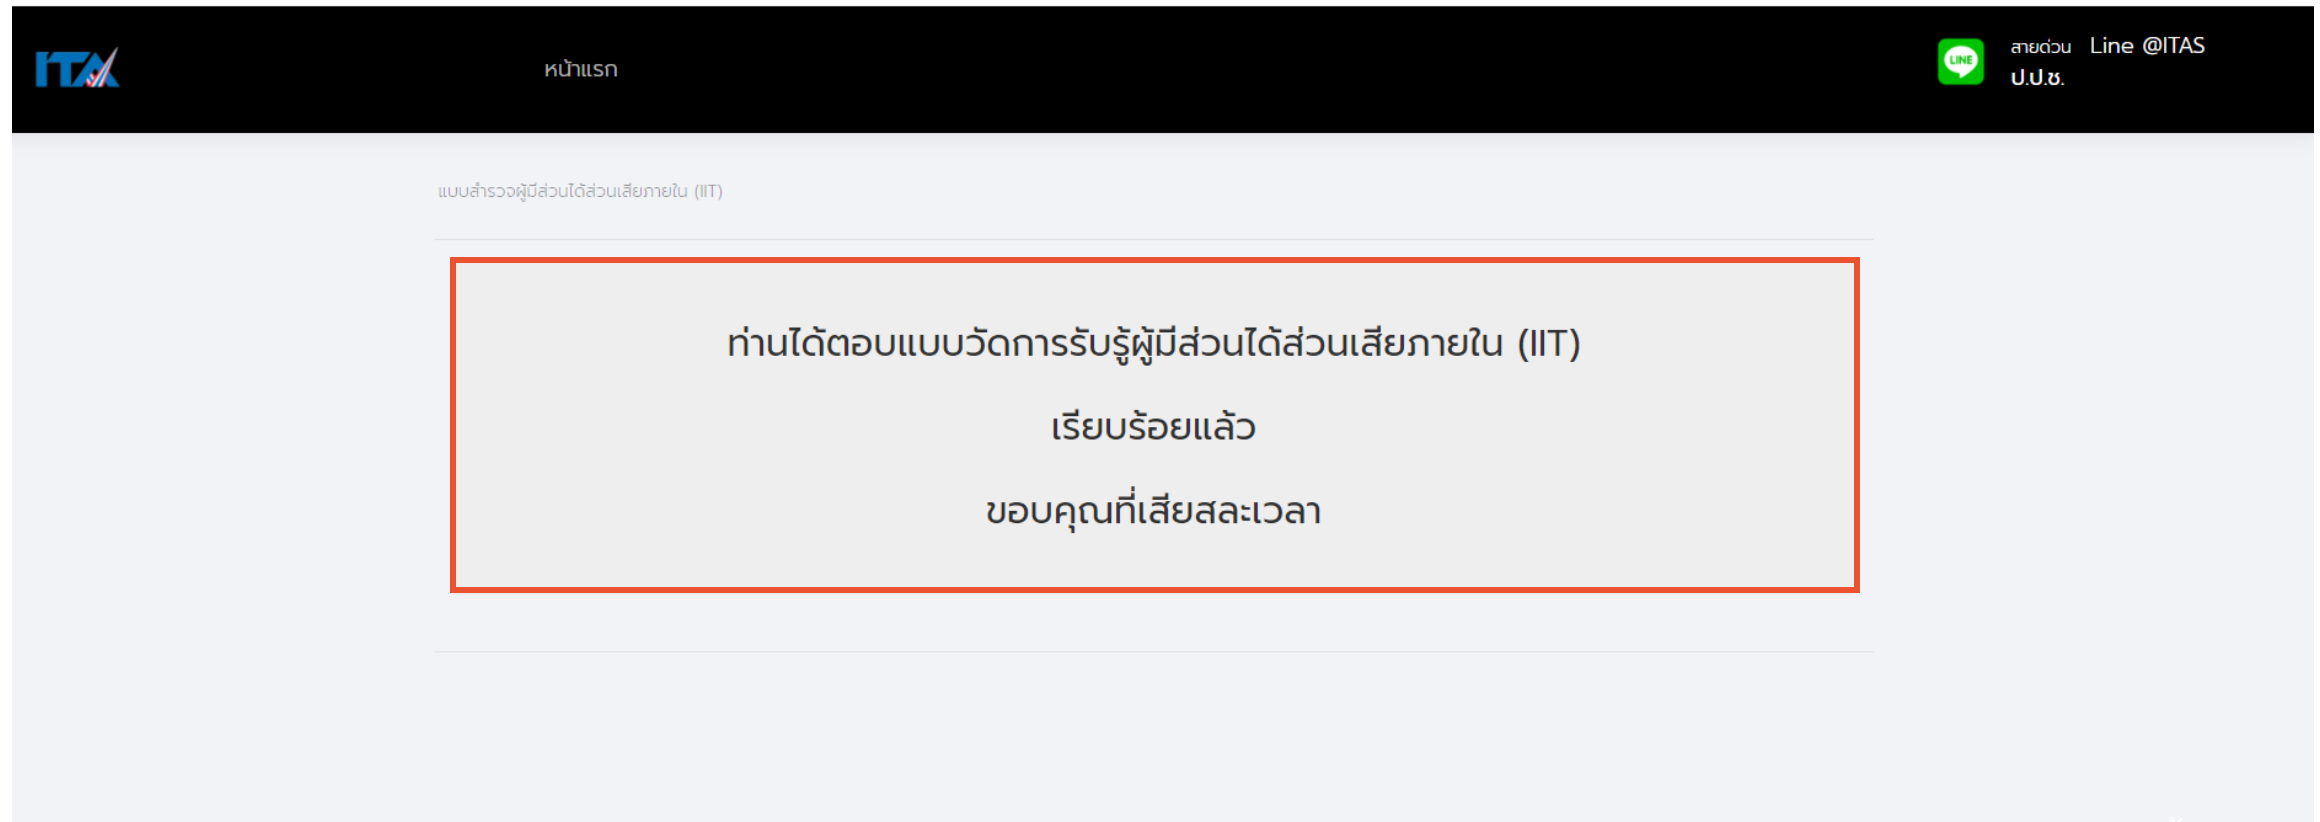 ITA
หน้าแรก
LINE
สายด่วน Line @ITAS
ป.ป.ช.
แบบสำรวจผู้มีส่วนได้ส่วนเสียภายใน (IIT)
ท่านได้ตอบแบบวัดการรับรู้ผู้มีส่วนได้ส่วนเสียภายใน (IIT)
เรียบร้อยแล้ว
ขอบคุณที่เสียสละเวลา